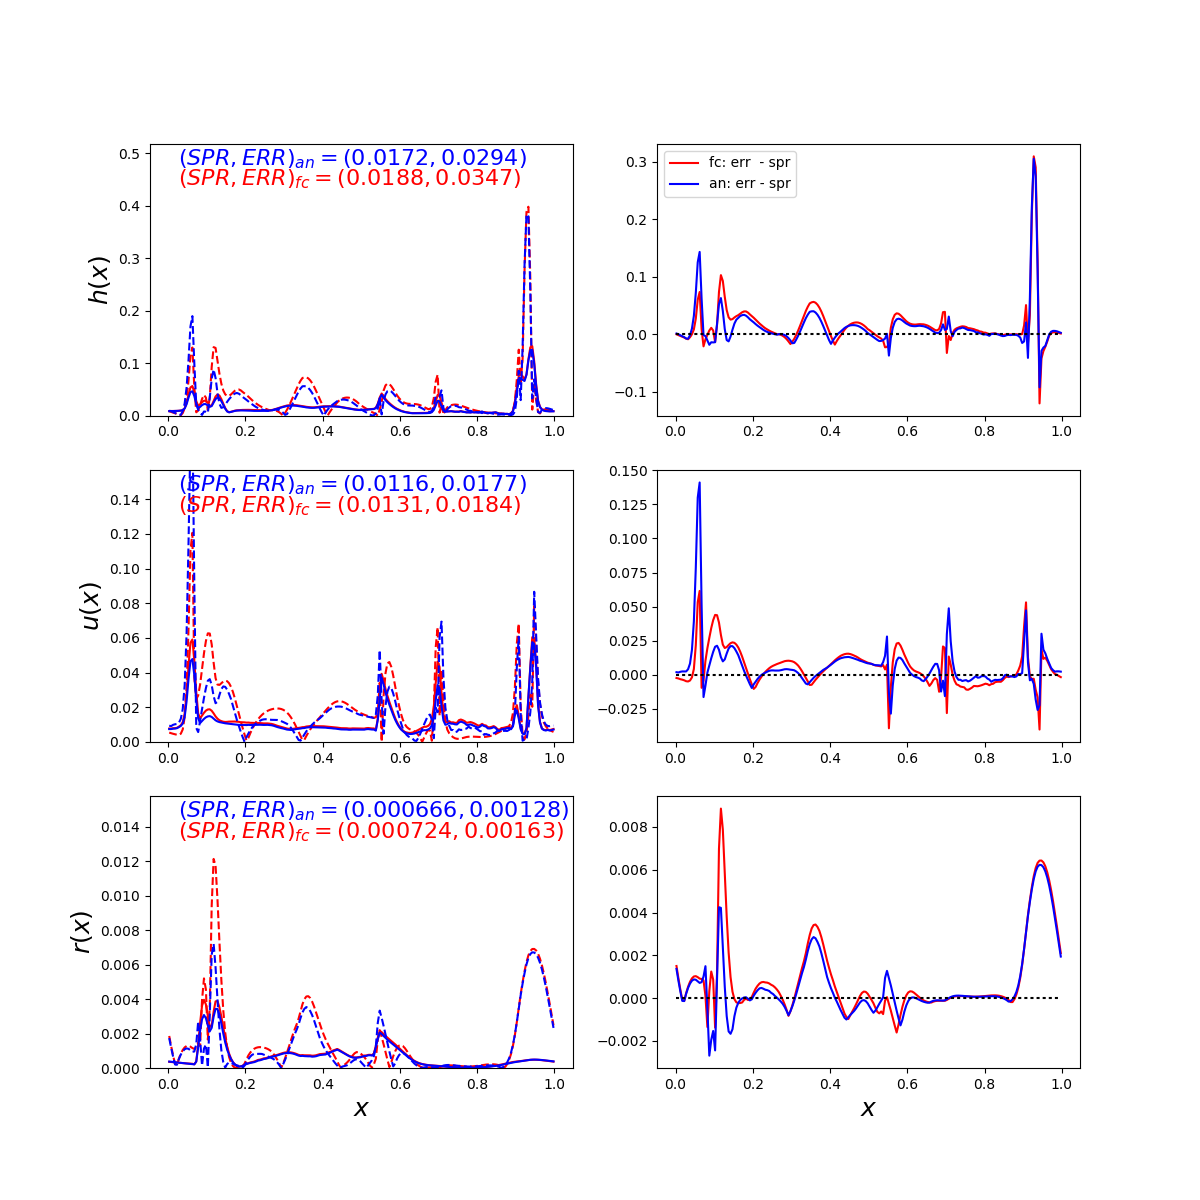 (SPR, ERR)an = (0.0172, 0.0294)
(SPR, ERR)fc = (0.0188, 0.0347)
h(x)
0.5
0.4
0.3
0.2
0.1
0.0
0.0 0.2 0.4 0.6 0.8 1.0
fc: err - spr
an: err - spr
0.3
0.2
0.1
0.0
−0.1
0.0 0.2 0.4 0.6 0.8 1.0
(SPR, ERR)an = (0.0116, 0.0177)
(SPR, ERR)fc = (0.0131, 0.0184)
u(x)
0.14
0.12
0.10
0.08
0.06
0.04
0.02
0.00
0.0 0.2 0.4 0.6 0.8 1.0
0.150
0.125
0.100
0.075
0.050
0.025
0.000
−0.025
0.0 0.2 0.4 0.6 0.8 1.0
(SPR, ERR)an = (0.000666, 0.00128)
(SPR, ERR)fc = (0.000724, 0.00163)
r(x)
0.014
0.012
0.010
0.008
0.006
0.004
0.002
0.000
0.0 0.2 0.4 0.6 0.8 1.0
x
0.008
0.006
0.004
0.002
0.000
−0.002
0.0 0.2 0.4 0.6 0.8 1.0
x